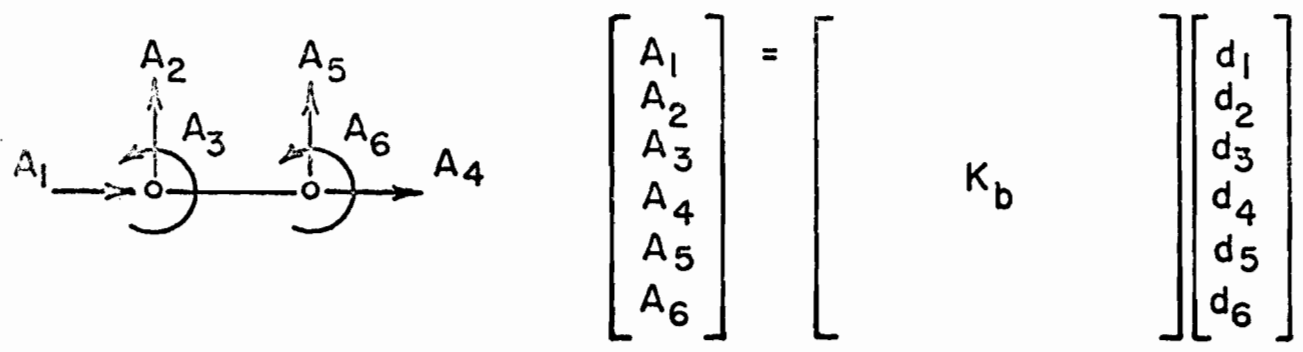 A2 A5
A3 A6
A1 A4
A1 = d1
A2 d2
A3 d3
A4 Kb d4
A5 d5
A6 d6